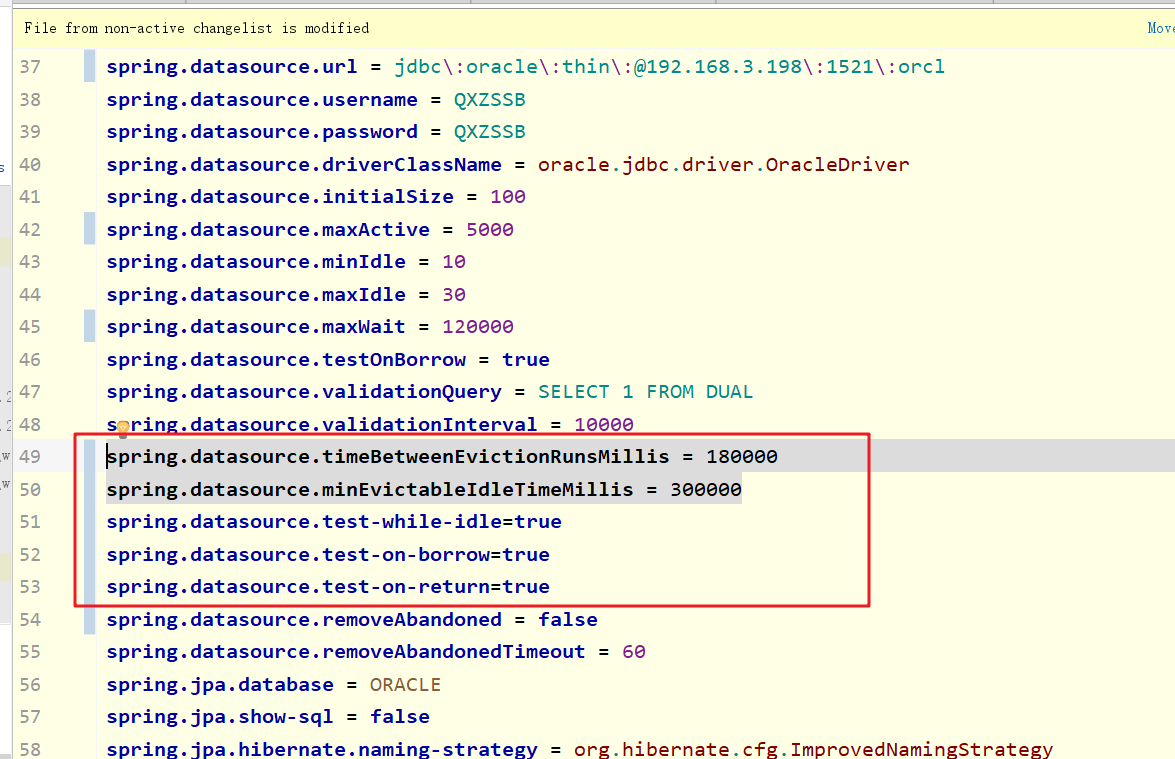 File from non-active changelist is modified
Move
37 spring.datasource.url = jdbc\:oracle\:thin\:@192.168.3.198\:1521\:orcl
38 spring.datasource.username = QXZSSB
39 spring.datasource.password = QXZSSB
40 spring.datasource.driverClassName = oracle.jdbc.driver.OracleDriver
41 spring.datasource.initialSize = 100
42 spring.datasource.maxActive = 5000
43 spring.datasource.minIdle = 10
44 spring.datasource.maxIdle = 30
45 spring.datasource.maxWait = 120000
46 spring.datasource.testOnBorrow = true
47 spring.datasource.validationQuery = SELECT 1 FROM DUAL
48 spring.datasource.validationInterval = 10000
49 spring.datasource.timeBetweenEvictionRunsMillis = 180000
50 spring.datasource.minEvictableIdleTimeMillis = 300000
51 spring.datasource.test-while-idle=true
52 spring.datasource.test-on-borrow=true
53 spring.datasource.test-on-return=true
54 spring.datasource.removeAbandoned = false
55 spring.datasource.removeAbandonedTimeout = 60
56 spring.jpa.database = ORACLE
57 spring.jpa.show-sql = false
58 spring.jpa.hibernate.naming-strategy = org.hibernate.cfg.ImprovedNamingStrategy